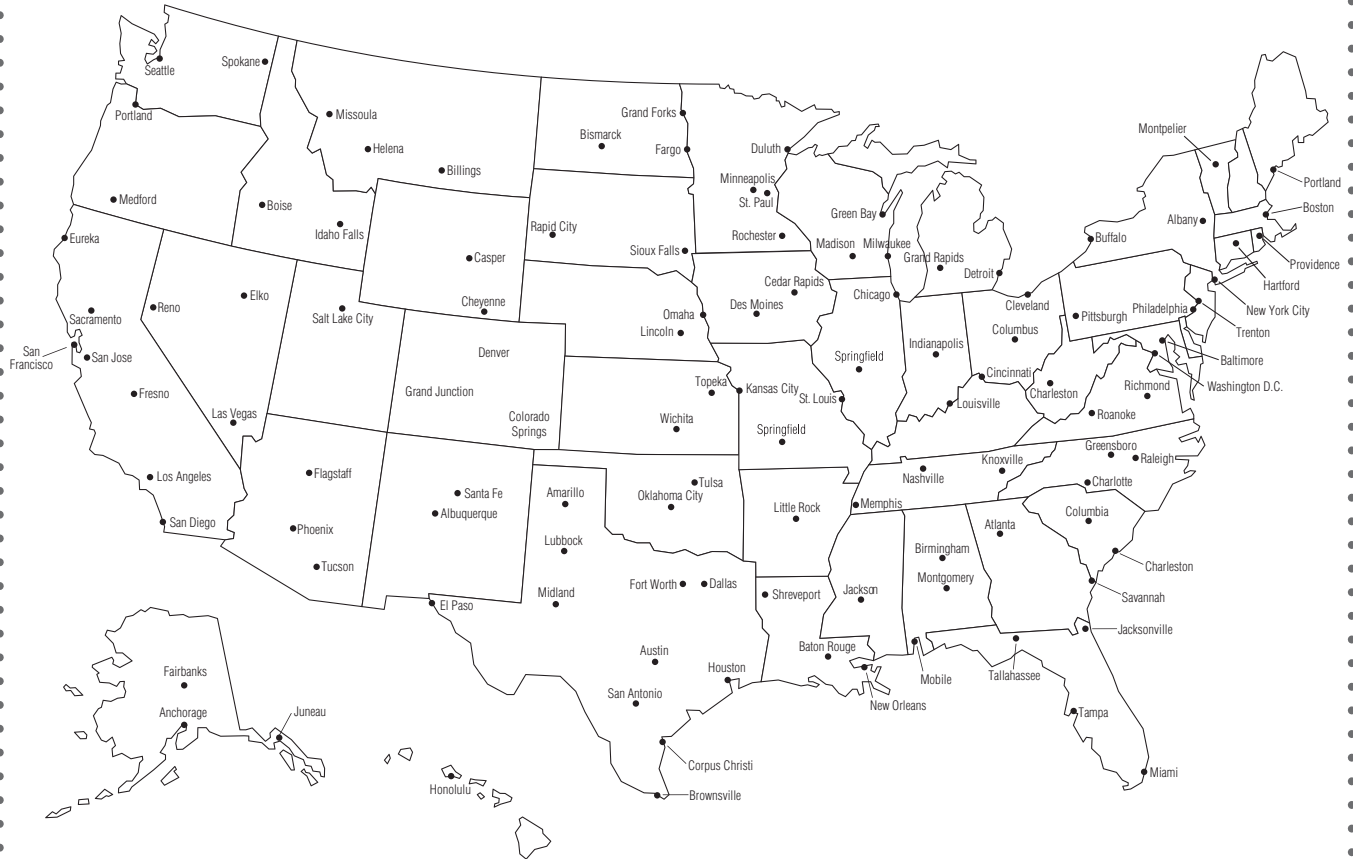 Seattle
Spokane
Portland
Missoula
Helena
Billings
Medford
Boise
Idaho Falls
Eureka
Casper
Cheyenne
Reno
Elko
Salt Lake City
Sacramento
San
Francisco
San Jose
Fresno
Las Vegas
Los Angeles
San Diego
Denver
Grand Junction
Colorado
Springs
Flagstaff
Phoenix
Tucson
Santa Fe
Albuquerque
El Paso
Grand Forks
Bismarck
Fargo
Rapid City
Sioux Falls
Omaha
Lincoln
Topeka
Wichita
Kansas City
Springfield
St. Louis
Tulsa
Oklahoma City
Amarillo
Lubbock
Midland
Fort Worth
Dallas
Austin
Houston
San Antonio
Corpus Christi
Brownsville
Duluth
Minneapolis
St. Paul
Rochester
Green Bay
Madison
Milwaukee
Grand Rapids
Detroit
Cedar Rapids
Des Moines
Chicago
Springfield
Indianapolis
Columbus
Cleveland
Cincinnati
Louisville
Charleston
Little Rock
Shreveport
Baton Rouge
New Orleans
Jackson
Memphis
Nashville
Knoxville
Birmingham
Montgomery
Mobile
Atlanta
Savannah
Tallahassee
Jacksonville
Tampa
Miami
Columbia
Charleston
Greensboro
Raleigh
Charlotte
Richmond
Roanoke
Washington D.C.
Baltimore
Pittsburgh
Philadelphia
Trenton
New York City
Buffalo
Albany
Montpelier
Portland
Boston
Providence
Hartford
Fairbanks
Anchorage
Juneau
Honolulu